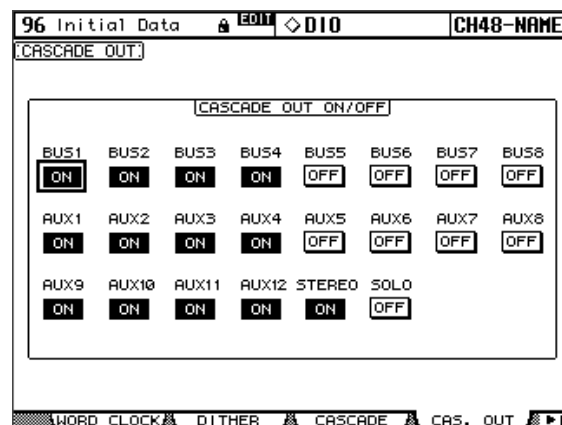 96 Initial Data EDIT DIO CH48-NAME
CASCADE OUT
CASCADE OUT ON/OFF
BUS1 BUS2 BUS3 BUS4 BUS5 BUS6 BUS7 BUS8
ON ON ON ON OFF OFF OFF OFF
AUX1 AUX2 AUX3 AUX4 AUX5 AUX6 AUX7 AUX8
ON ON ON ON OFF OFF OFF OFF
AUX9 AUX10 AUX11 AUX12 STEREO SOLO
ON ON ON ON ON OFF
WORD CLOCK DITHER CASCADE CAS. OUT